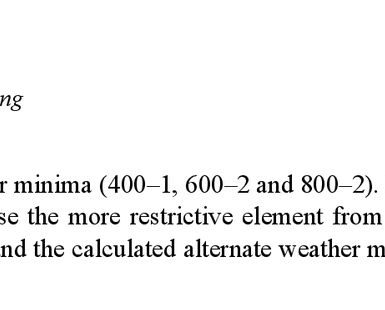 ng
r minima (400–1, 600–2 and 800–2).
se the more restrictive element from
nd the calculated alternate weather m